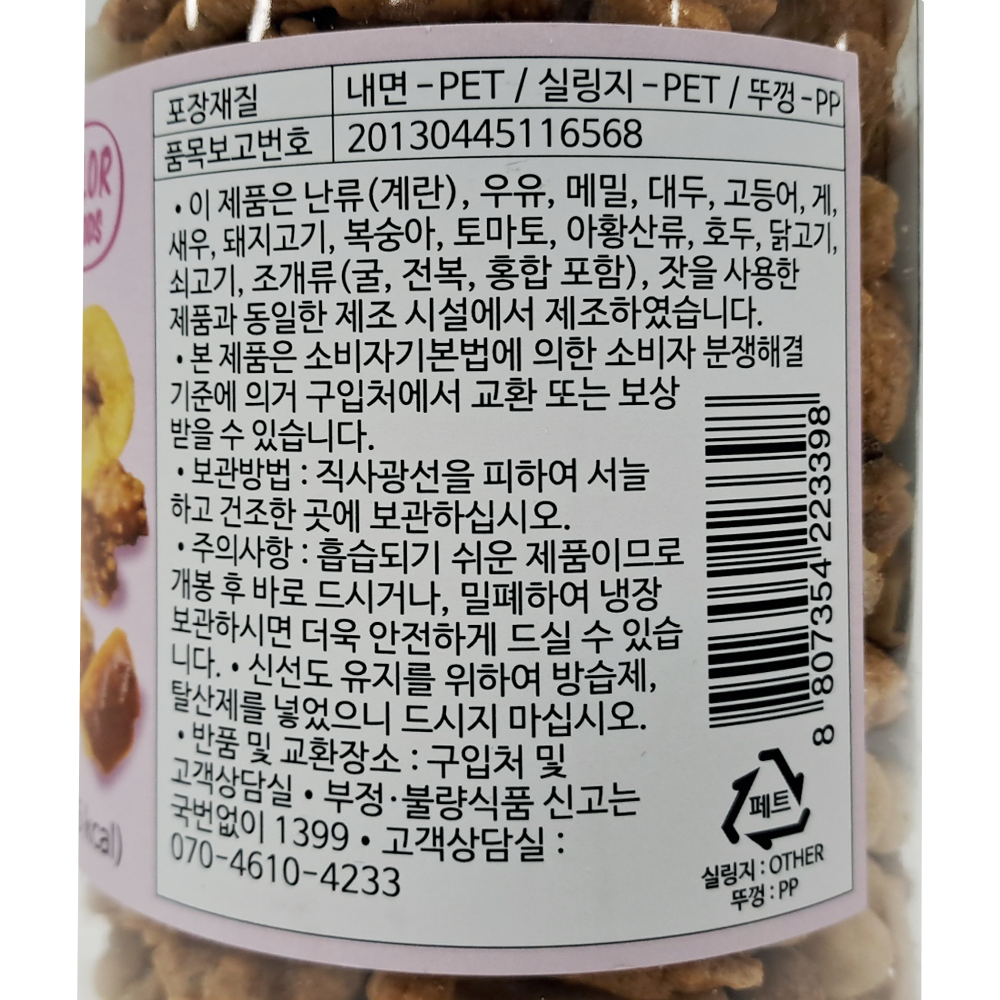 포장재질 내면-PET / 실링지-PET / 뚜껑-PP
품목보고번호 20130445116568
• 이 제품은 난류(계란), 우유, 메밀, 대두, 고등어, 게,
새우, 돼지고기, 복숭아, 토마토, 아황산류, 호두, 닭고기,
쇠고기, 조개류(굴, 전복, 홍합 포함), 잣을 사용한
제품과 동일한 제조 시설에서 제조하였습니다.
• 본 제품은 소비자기본법에 의한 소비자 분쟁해결
기준에 의거 구입처에서 교환 또는 보상
받을 수 있습니다.
• 보관방법 : 직사광선을 피하여 서늘
하고 건조한 곳에 보관하십시오.
• 주의사항 : 흡습되기 쉬운 제품이므로
개봉 후 바로 드시거나, 밀폐하여 냉장
보관하시면 더욱 안전하게 드실 수 있습
니다. • 신선도 유지를 위하여 방습제,
탈산제를 넣었으니 드시지 마십시오.
• 반품 및 교환장소 : 구입처 및
고객상담실 • 부정·불량식품 신고는
국번없이 1399 • 고객상담실 :
070-4610-4233
8 807354 223398
페트
실링지 : OTHER
뚜껑 : PP
LOR
kcal)